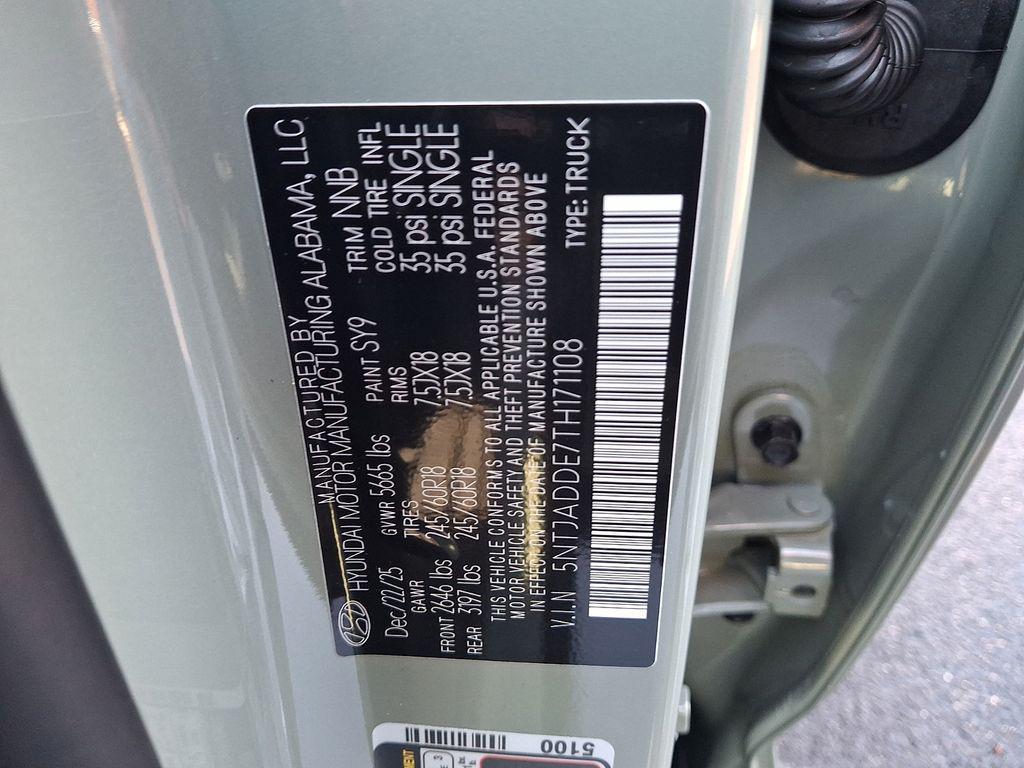 MANUFACTURED BY
HYUNDAI MOTOR MANUFACTURING ALABAMA, LLC
Dec/22/25 GVWR 5665 lbs PAINT SY9 TRIM NNB
GAWR TIRES RIMS COLD TIRE INFL
FRONT 2646 lbs 245/60R18 7.5JX18 35 psi SINGLE
REAR 3197 lbs 245/60R18 7.5JX18 35 psi SINGLE
THIS VEHICLE CONFORMS TO ALL APPLICABLE U.S.A. FEDERAL
MOTOR VEHICLE SAFETY AND THEFT PREVENTION STANDARDS
IN EFFECT ON THE DATE OF MANUFACTURE SHOWN ABOVE
V.I.N 5NTJADDE7TH171108 TYPE: TRUCK
5100